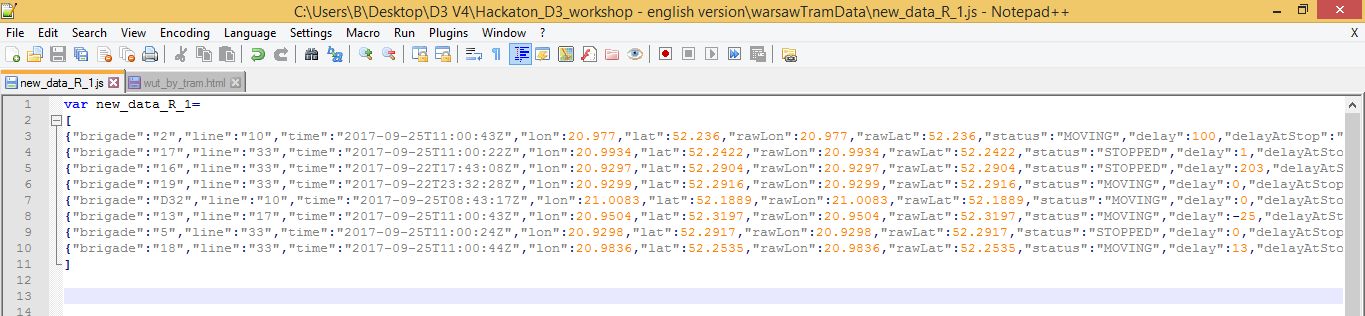 C:\Users\B\Desktop\D3 V4\Hackaton_D3_workshop - english version\warsawTramData\new_data_R_1.js - Notepad++
File Edit Search View Encoding Language Settings Macro Run Plugins Window ? X
new_data_R_1.js wut_by_tram.html
1 var new_data_R_1=
2 [
3 {"brigade":"2","line":"10","time":"2017-09-25T11:00:43Z","lon":20.977,"lat":52.236,"rawLon":20.977,"rawLat":52.236,"status":"MOVING","delay":100,"delayAtStop":"
4 {"brigade":"17","line":"33","time":"2017-09-25T11:00:22Z","lon":20.9934,"lat":52.2422,"rawLon":20.9934,"rawLat":52.2422,"status":"STOPPED","delay":1,"delayAtSto
5 {"brigade":"16","line":"33","time":"2017-09-22T17:43:08Z","lon":20.9297,"lat":52.2904,"rawLon":20.9297,"rawLat":52.2904,"status":"STOPPED","delay":203,"delayAtS
6 {"brigade":"19","line":"33","time":"2017-09-22T23:32:28Z","lon":20.9299,"lat":52.2916,"rawLon":20.9299,"rawLat":52.2916,"status":"MOVING","delay":0,"delayAtStop
7 {"brigade":"D32","line":"10","time":"2017-09-25T08:43:17Z","lon":21.0083,"lat":52.1889,"rawLon":21.0083,"rawLat":52.1889,"status":"MOVING","delay":0,"delayAtSto
8 {"brigade":"13","line":"17","time":"2017-09-25T11:00:43Z","lon":20.9504,"lat":52.3197,"rawLon":20.9504,"rawLat":52.3197,"status":"MOVING","delay":-25,"delayAtSt
9 {"brigade":"5","line":"33","time":"2017-09-25T11:00:24Z","lon":20.9298,"lat":52.2917,"rawLon":20.9298,"rawLat":52.2917,"status":"STOPPED","delay":0,"delayAtStop
10 {"brigade":"18","line":"33","time":"2017-09-25T11:00:44Z","lon":20.9836,"lat":52.2535,"rawLon":20.9836,"rawLat":52.2535,"status":"MOVING","delay":13,"delayAtSto
11 ]
12
13
14